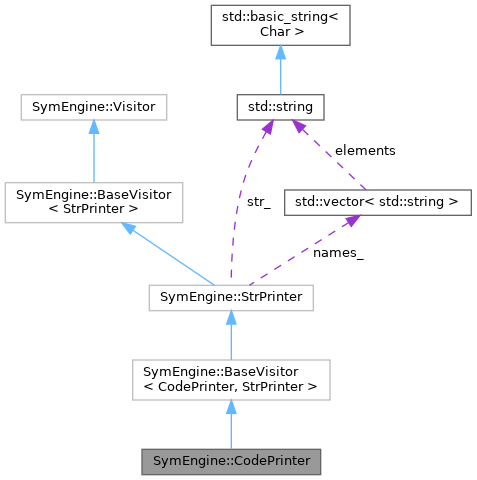 std::basic_string<
Char >
SymEngine::Visitor
std::string
elements
SymEngine::BaseVisitor
< StrPrinter >
str_
std::vector< std::string >
names_
SymEngine::StrPrinter
SymEngine::BaseVisitor
< CodePrinter, StrPrinter >
SymEngine::CodePrinter